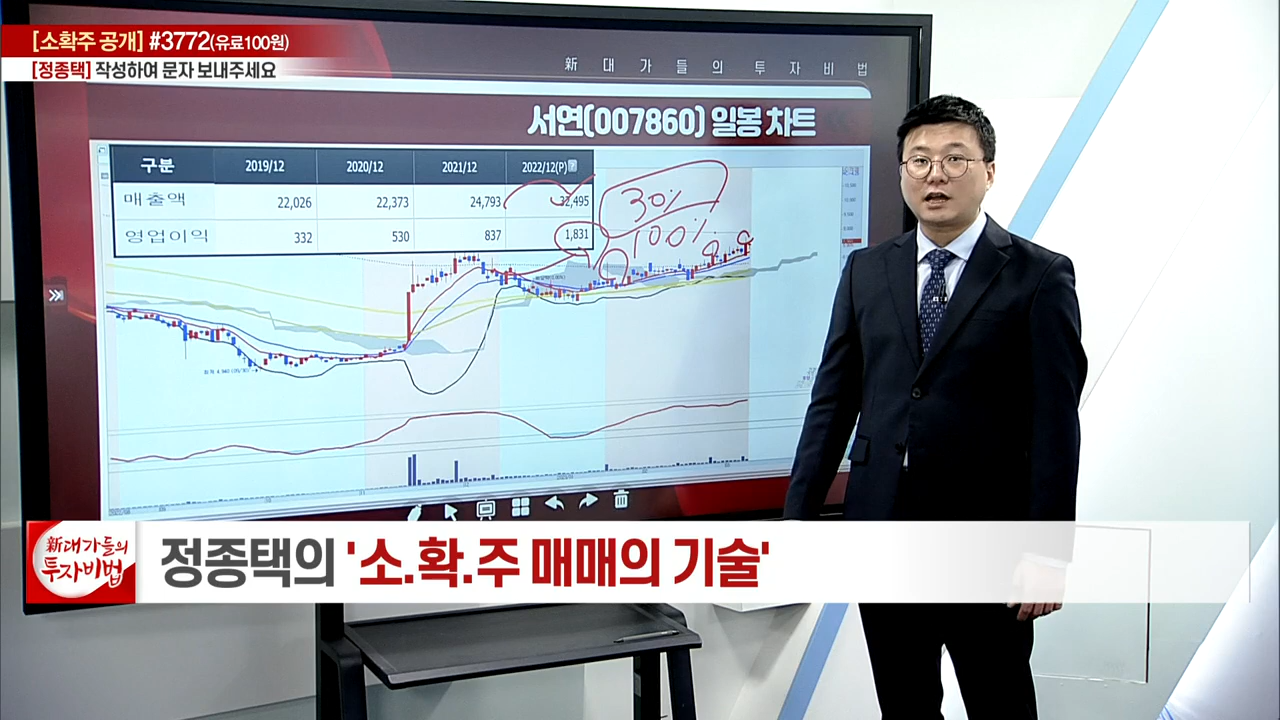 [소확주 공개] #3772(유료100원)
[정종택] 작성하여 문자 보내주세요
新 대 가 들 의 투 자 비 법
서연(007860) 일봉 차트
구분 2019/12 2020/12 2021/12 2022/12(P)
매출액 22,026 22,373 24,793 32,495
영업이익 332 530 837 1,831
30%
100%
新대가들의
투자비법
정종택의 '소.확.주 매매의 기술'